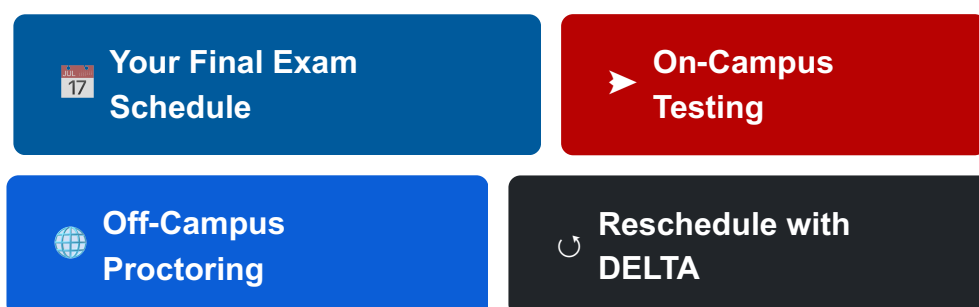 Your Final Exam
Schedule
JUL
17
On-Campus
Testing
Off-Campus
Proctoring
Reschedule with
DELTA